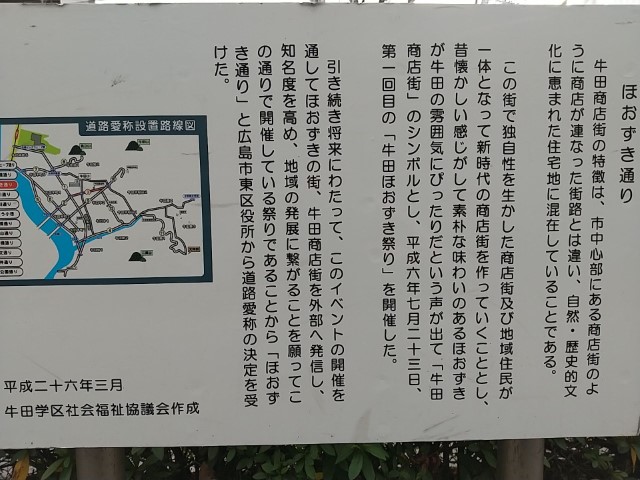 ほおずき通り
牛田商店街の特徴は、市中心部にある商店街のよ
うに商店が連なった街路とは違い、自然・歴史的文
化に恵まれた住宅地に混在していることである。
この街で独自性を生かした商店街及び地域住民が
一体となって新時代の商店街を作っていくこととし、
昔懐かしい感じがして素朴な味わいのあるほおずき
が牛田の雰囲気にぴったりだという声が出て「牛田
商店街」のシンボルとし、平成六年七月二十三日、
第一回目の「牛田ほおずき祭り」を開催した。
引き続き将来にわたって、このイベントの開催を
通してほおずきの街、牛田商店街を外部へ発信し、
知名度を高め、地域の発展に繋がることを願ってこ
の通りで開催している祭りであることから「ほおず
き通り」と広島市東区役所から道路愛称の決定を受
けた。
道路愛称設置路線図
平成二十六年三月
牛田学区社会福祉協議会作成